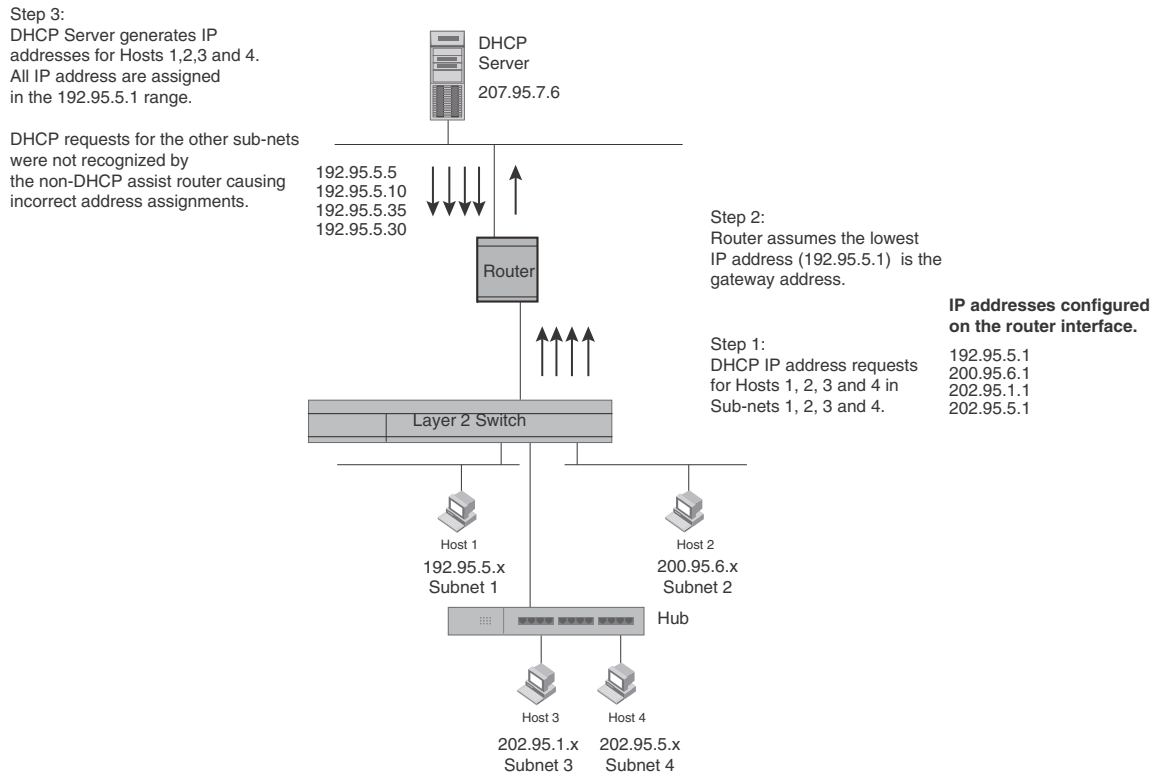 Step 3:
DHCP Server generates IP
addresses for Hosts 1,2,3 and 4.
All IP address are assigned
in the 192.95.5.1 range.
DHCP requests for the other sub-nets
were not recognized by
the non-DHCP assist router causing
incorrect address assignments.
DHCP
Server
207.95.7.6
192.95.5.5
192.95.5.10
192.95.5.35
192.95.5.30
Router
Step 2:
Router assumes the lowest
IP address (192.95.5.1) is the
gateway address.
IP addresses configured
on the router interface.
192.95.5.1
200.95.6.1
202.95.1.1
202.95.5.1
Step 1:
DHCP IP address requests
for Hosts 1, 2, 3 and 4 in
Sub-nets 1, 2, 3 and 4.
Layer 2 Switch
Host 1
192.95.5.x
Subnet 1
Host 2
200.95.6.x
Subnet 2
Hub
Host 3
202.95.1.x
Subnet 3
Host 4
202.95.5.x
Subnet 4